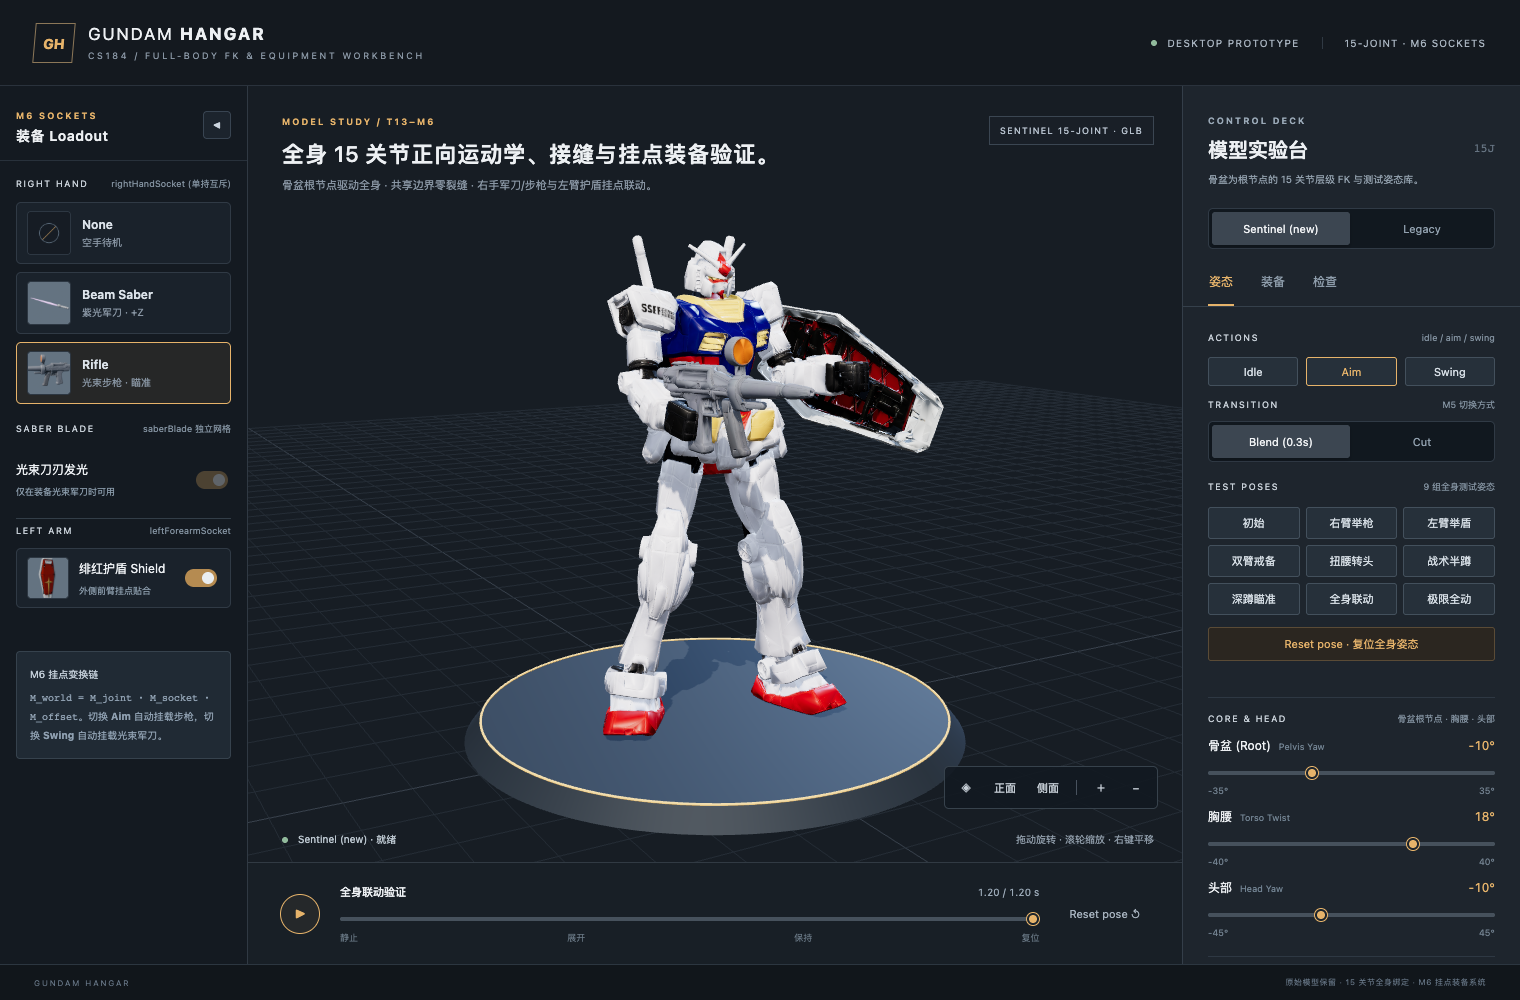 GH
GUNDAM HANGAR
CS184 / FULL-BODY FK & EQUIPMENT WORKBENCH
DESKTOP PROTOTYPE
15-JOINT · M6 SOCKETS
M6 SOCKETS
装备 Loadout
RIGHT HAND
rightHandSocket (单持互斥)
None
空手待机
Beam Saber
紫光军刀 · +Z
Rifle
光束步枪 · 瞄准
SABER BLADE
saberBlade 独立网格
光束刀刃发光
仅在装备光束军刀时可用
LEFT ARM
leftForearmSocket
绯红护盾 Shield
外侧前臂挂点贴合
M6 挂点变换链
M_world = M_joint · M_socket ·
M_offset。切换 Aim 自动挂载步枪，切
换 Swing 自动挂载光束军刀。
MODEL STUDY / T13–M6
全身 15 关节正向运动学、接缝与挂点装备验证。
骨盆根节点驱动全身 · 共享边界零裂缝 · 右手军刀/步枪与左臂护盾挂点联动。
SENTINEL 15-JOINT · GLB
正面
侧面
+
−
Sentinel (new) · 就绪
拖动旋转 · 滚轮缩放 · 右键平移
全身联动验证
1.20 / 1.20 s
静止
展开
保持
复位
Reset pose
CONTROL DECK
模型实验台
15J
骨盆为根节点的 15 关节层级 FK 与测试姿态库。
Sentinel (new)
Legacy
姿态
装备
检查
ACTIONS
idle / aim / swing
Idle
Aim
Swing
TRANSITION
M5 切换方式
Blend (0.3s)
Cut
TEST POSES
9 组全身测试姿态
初始
右臂举枪
左臂举盾
双臂戒备
扭腰转头
战术半蹲
深蹲瞄准
全身联动
极限全动
Reset pose · 复位全身姿态
CORE & HEAD
骨盆根节点 · 胸腰 · 头部
骨盆 (Root) Pelvis Yaw
-10°
-35°
35°
胸腰 Torso Twist
18°
-40°
40°
头部 Head Yaw
-10°
-45°
45°
GUNDAM HANGAR
原始模型保留 · 15 关节全身绑定 · M6 挂点装备系统